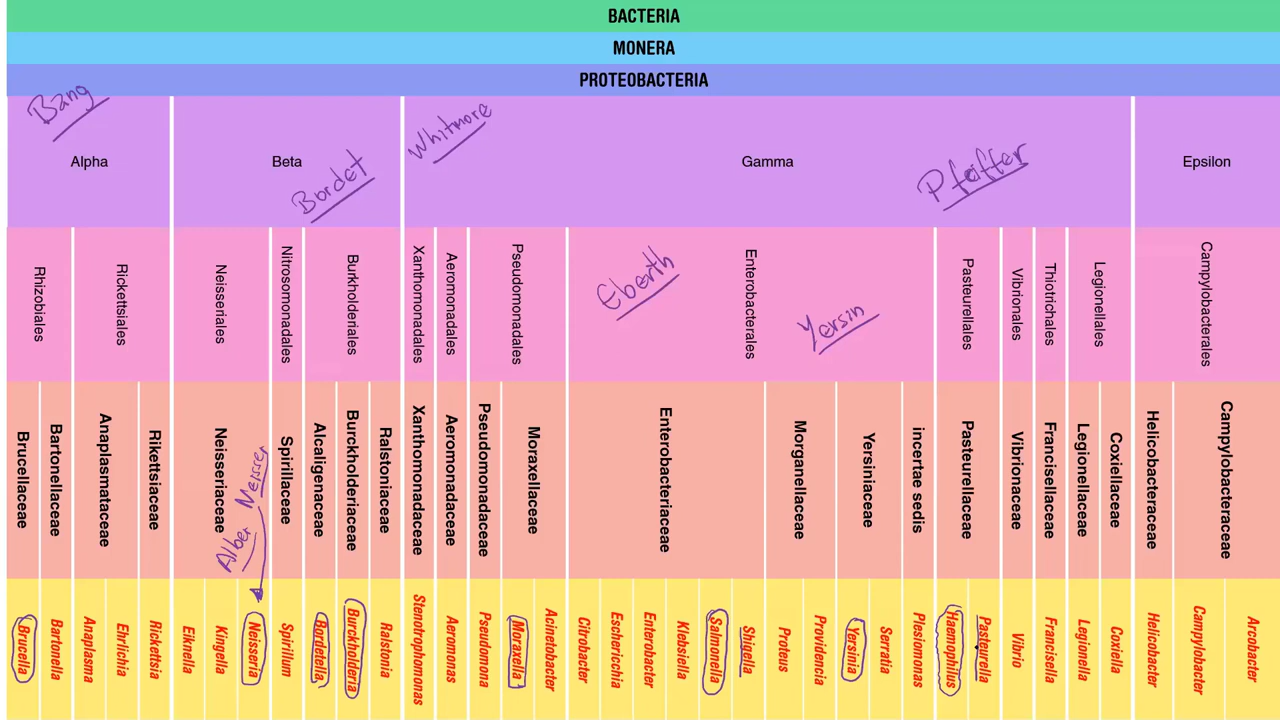 BACTERIA
MONERA
PROTEOBACTERIA
Bang
Whitmore
Alpha
Beta
Gamma
Epsilon
Bordet
Pfeiffer
Rhizobiales
Rickettsiales
Neisseriales
Nitrosomonadales
Burkholderiales
Xanthomonadales
Aeromonadales
Pseudomonadales
Enterobacterales
Pasteurellales
Vibrionales
Thiotrichales
Legionellales
Campylobacterales
Eberth
Yersin
Brucellaceae
Bartonellaceae
Anaplasmataceae
Rikettsiaceae
Neisseriaceae
Spirillaceae
Alcaligenaceae
Burckholderiaceae
Ralstoniaceae
Xanthomonadaceae
Aeromonadaceae
Pseudomonadaceae
Moraxellaceae
Enterobacteriaceae
Morganellaceae
Yersiniaceae
incertae sedis
Pasteurellaceae
Vibrionaceae
Francisellaceae
Legionellaceae
Coxiellaceae
Helicobacteraceae
Campylobacteraceae
Alber Neisser
Brucella
Bartonella
Anaplasma
Ehrlichia
Rickettsia
Eikinella
Kingella
Neisseria
Spirillum
Bordetella
Burckholderia
Ralstonia
Stenotrophomonas
Aeromonas
Pseudomona
Moraxella
Acinetobacter
Citrobacter
Escericchia
Enterobacter
Klebsiella
Salmonella
Shigella
Proteus
Providencia
Yersinia
Serratia
Plesiomonas
Haemophilus
Pasteurella
Vibrio
Francisella
Legionella
Coxiella
Helicobacter
Campylobacter
Arcobacter